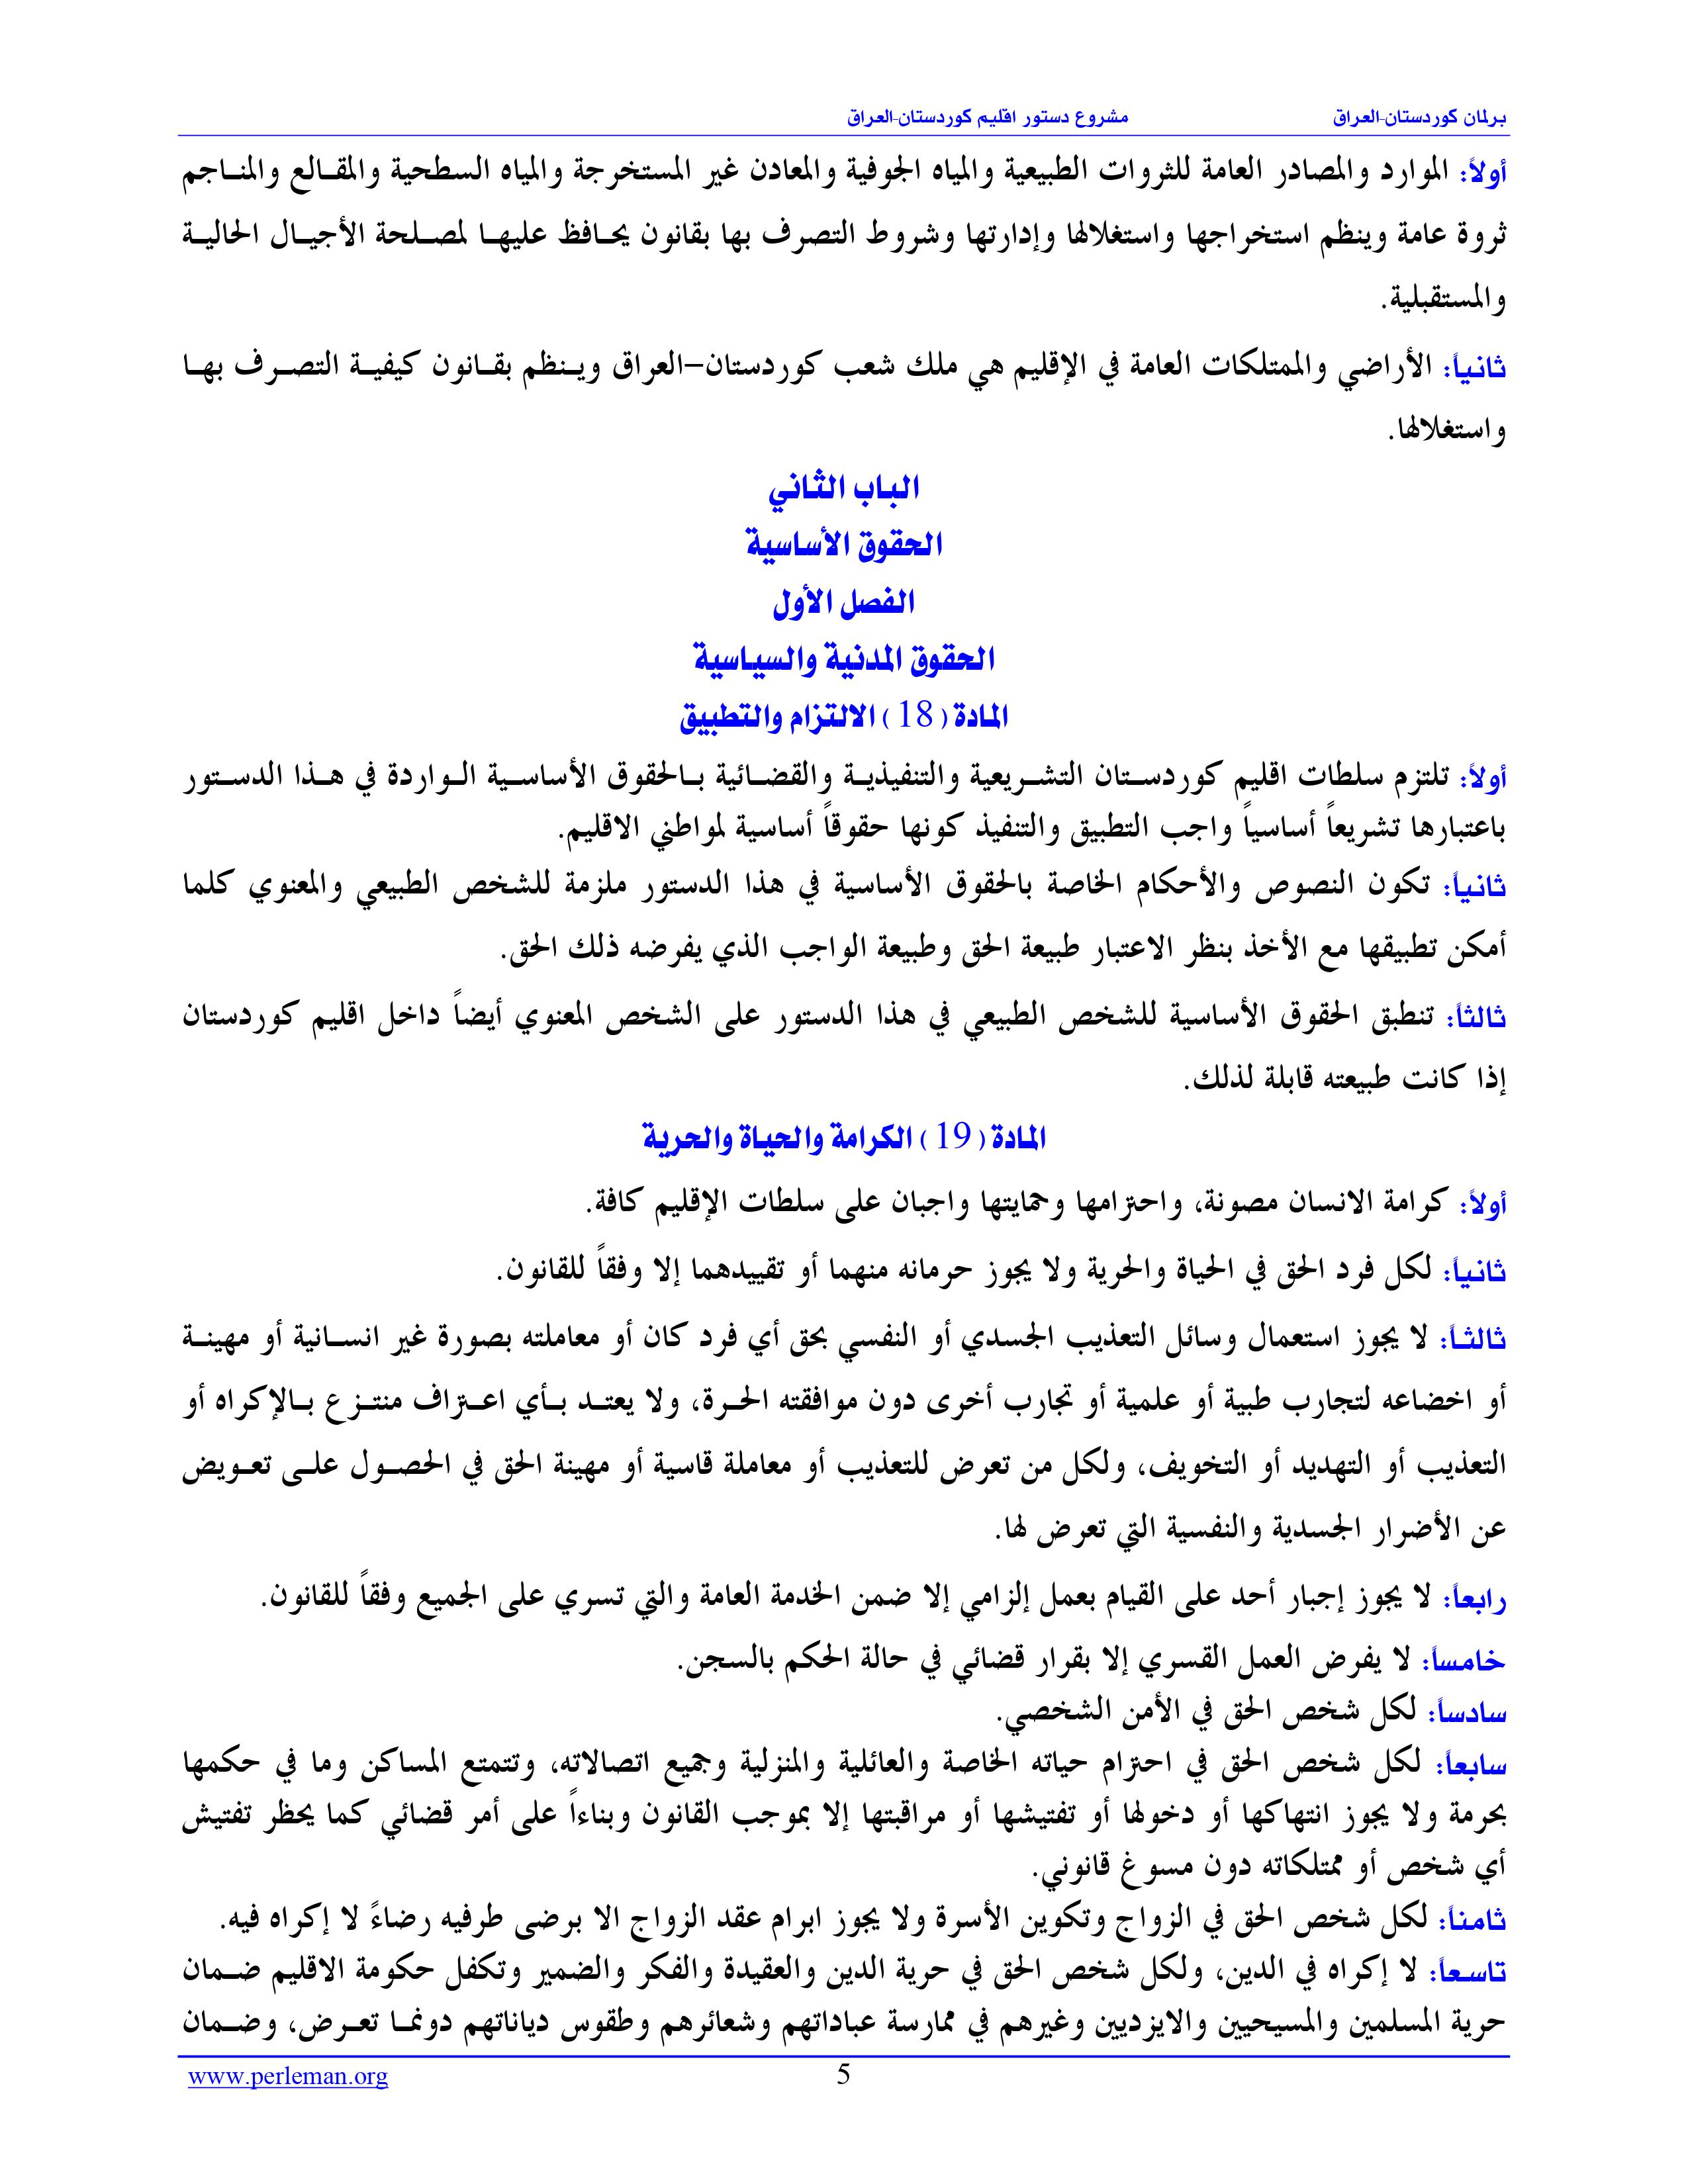 برلمان كوردستان-العراق مشروع دستور اقليم كوردستان-العراق
أولاً: الموارد والمصادر العامة للثروات الطبيعية والمياه الجوفية والمعادن غير المستخرجة والمياه السطحية والمقالع والمناجم
ثروة عامة وينظم استخراجها واستغلالها وإدارتها وشروط التصرف بها بقانون يحافظ عليها لمصلحة الأجيال الحالية
والمستقبلية.
ثانياً: الأراضي والممتلكات العامة في الإقليم هي ملك شعب كوردستان–العراق وينظم بقانون كيفية التصرف بها
واستغلالها.
الباب الثاني
الحقوق الأساسية
الفصل الأول
الحقوق المدنية والسياسية
المادة (18) الالتزام والتطبيق
أولاً: تلتزم سلطات اقليم كوردستان التشريعية والتنفيذية والقضائية بالحقوق الأساسية الواردة في هذا الدستور
باعتبارها تشريعاً أساسياً واجب التطبيق والتنفيذ كونها حقوقاً أساسية لمواطني الاقليم.
ثانياً: تكون النصوص والأحكام الخاصة بالحقوق الأساسية في هذا الدستور ملزمة للشخص الطبيعي والمعنوي كلما
أمكن تطبيقها مع الأخذ بنظر الاعتبار طبيعة الحق وطبيعة الواجب الذي يفرضه ذلك الحق.
ثالثاً: تنطبق الحقوق الأساسية للشخص الطبيعي في هذا الدستور على الشخص المعنوي أيضاً داخل اقليم كوردستان
إذا كانت طبيعته قابلة لذلك.
المادة (19) الكرامة والحياة والحرية
أولاً: كرامة الانسان مصونة، واحترامها وحمايتها واجبان على سلطات الإقليم كافة.
ثانياً: لكل فرد الحق في الحياة والحرية ولا يجوز حرمانه منهما أو تقييدهما إلا وفقاً للقانون.
ثالثاً: لا يجوز استعمال وسائل التعذيب الجسدي أو النفسي بحق أي فرد كان أو معاملته بصورة غير انسانية أو مهينة
أو اخضاعه لتجارب طبية أو علمية أو تجارب أخرى دون موافقته الحرة، ولا يعتد بأي اعتراف منتزع بالإكراه أو
التعذيب أو التهديد أو التخويف، ولكل من تعرض للتعذيب أو معاملة قاسية أو مهينة الحق في الحصول على تعويض
عن الأضرار الجسدية والنفسية التي تعرض لها.
رابعاً: لا يجوز إجبار أحد على القيام بعمل إلزامي إلا ضمن الخدمة العامة والتي تسري على الجميع وفقاً للقانون.
خامساً: لا يفرض العمل القسري إلا بقرار قضائي في حالة الحكم بالسجن.
سادساً: لكل شخص الحق في الأمن الشخصي.
سابعاً: لكل شخص الحق في احترام حياته الخاصة والعائلية والمنزلية وجميع اتصالاته، وتتمتع المساكن وما في حكمها
بحرمة ولا يجوز انتهاكها أو دخولها أو تفتيشها أو مراقبتها إلا بموجب القانون وبناءاً على أمر قضائي كما يحظر تفتيش
أي شخص أو ممتلكاته دون مسوغ قانوني.
ثامناً: لكل شخص الحق في الزواج وتكوين الأسرة ولا يجوز ابرام عقد الزواج الا برضى طرفيه رضاءً لا إكراه فيه.
تاسعاً: لا إكراه في الدين، ولكل شخص الحق في حرية الدين والعقيدة والفكر والضمير وتكفل حكومة الاقليم ضمان
حرية المسلمين والمسيحيين والايزديين وغيرهم في ممارسة عباداتهم وشعائرهم وطقوس دياناتهم دونما تعرض، وضمان
www.perleman.org 5